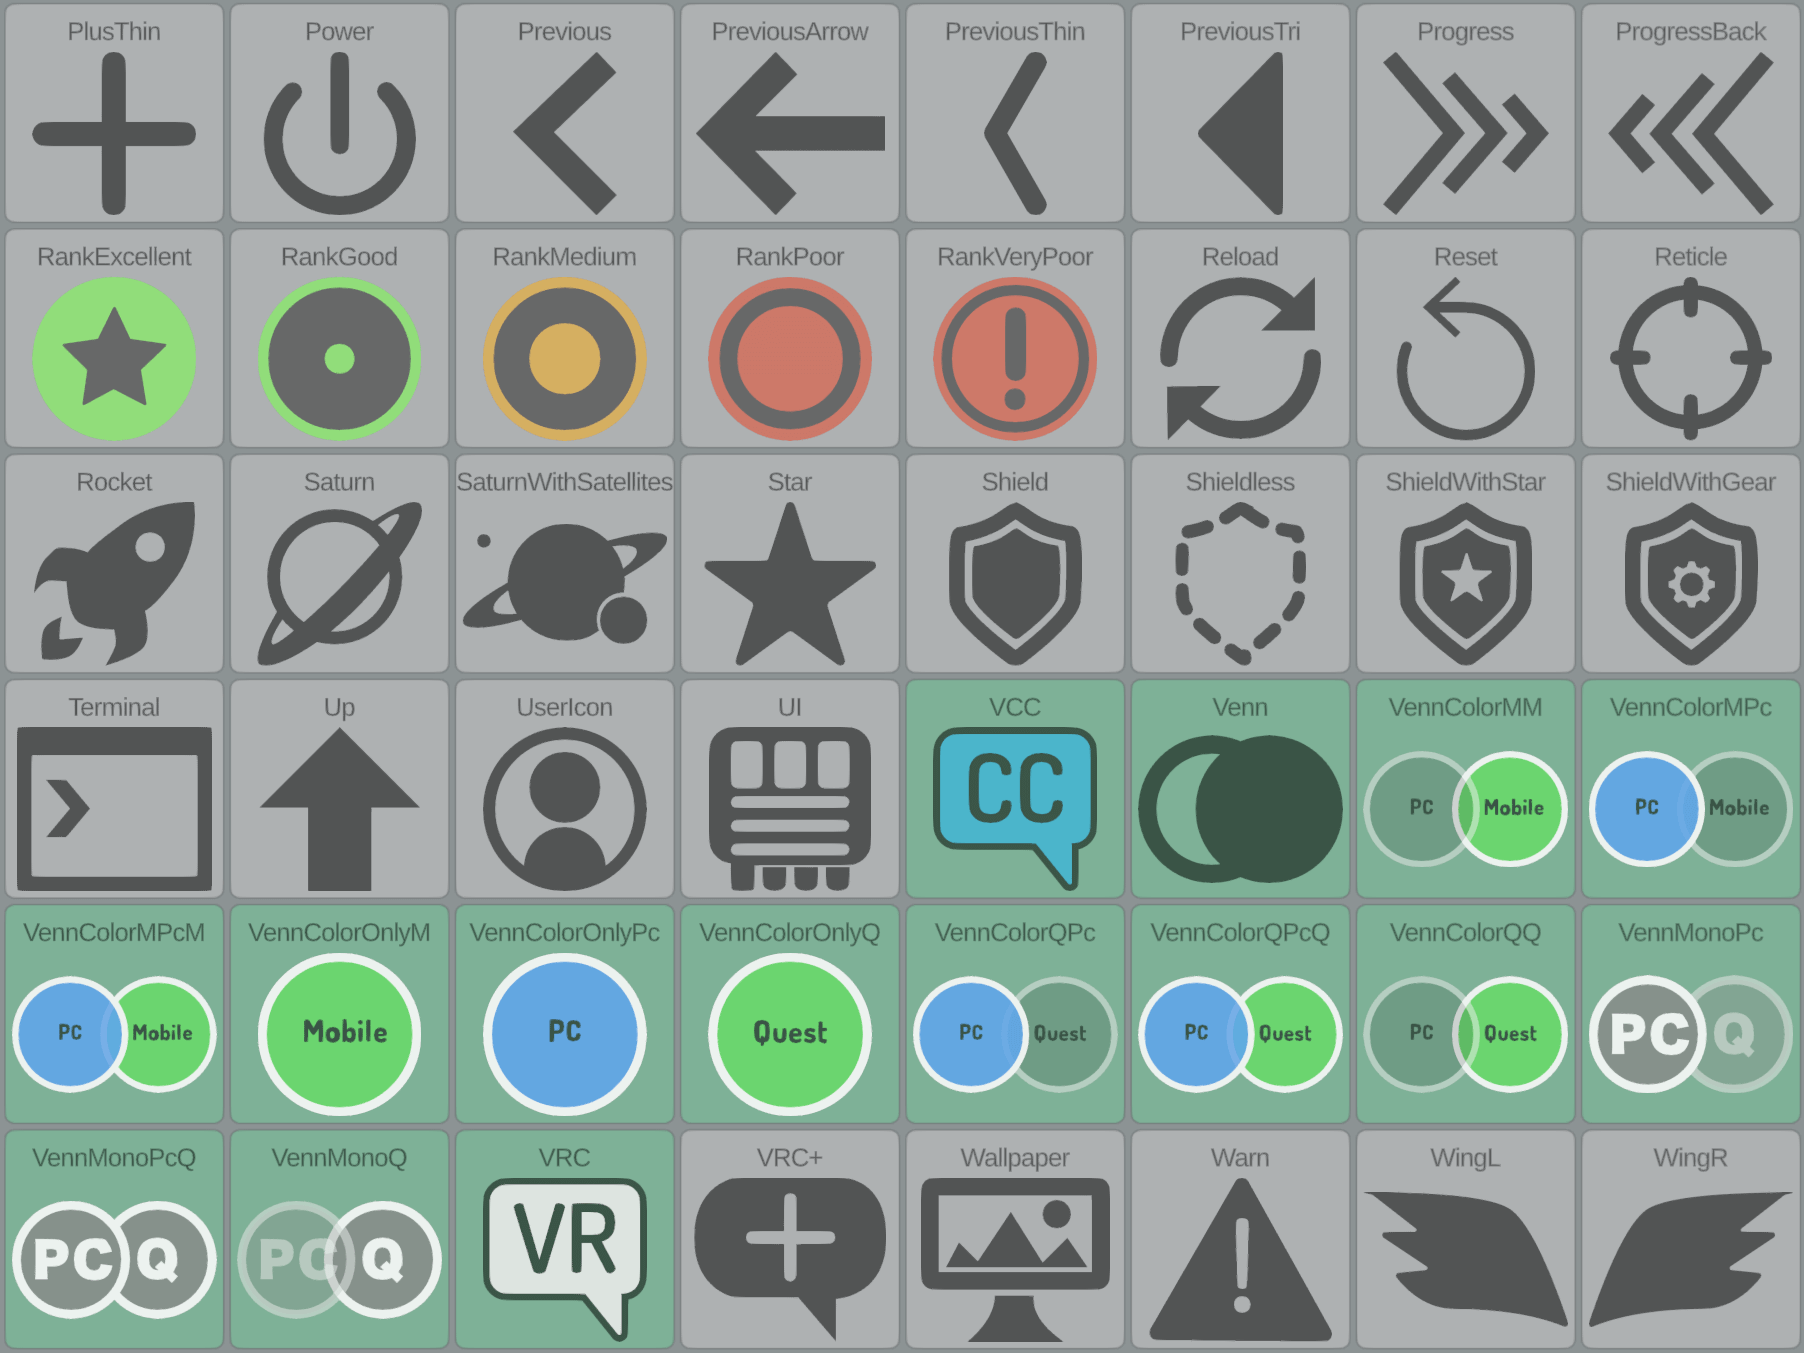 PlusThin
Power
Previous
PreviousArrow
PreviousThin
PreviousTri
Progress
ProgressBack
RankExcellent
RankGood
RankMedium
RankPoor
RankVeryPoor
Reload
Reset
Reticle
Rocket
Saturn
SaturnWithSatellites
Star
Shield
Shieldless
ShieldWithStar
ShieldWithGear
Terminal
Up
UserIcon
UI
VCC
CC
Venn
VennColorMM
PC Mobile
VennColorMPc
PC Mobile
VennColorMPcM
PC Mobile
VennColorOnlyM
Mobile
VennColorOnlyPc
PC
VennColorOnlyQ
Quest
VennColorQPc
PC Quest
VennColorQPcQ
PC Quest
VennColorQQ
PC Quest
VennMonoPc
PC Q
VennMonoPcQ
PC Q
VennMonoQ
PC Q
VRC
VR
VRC+
Wallpaper
Warn
WingL
WingR